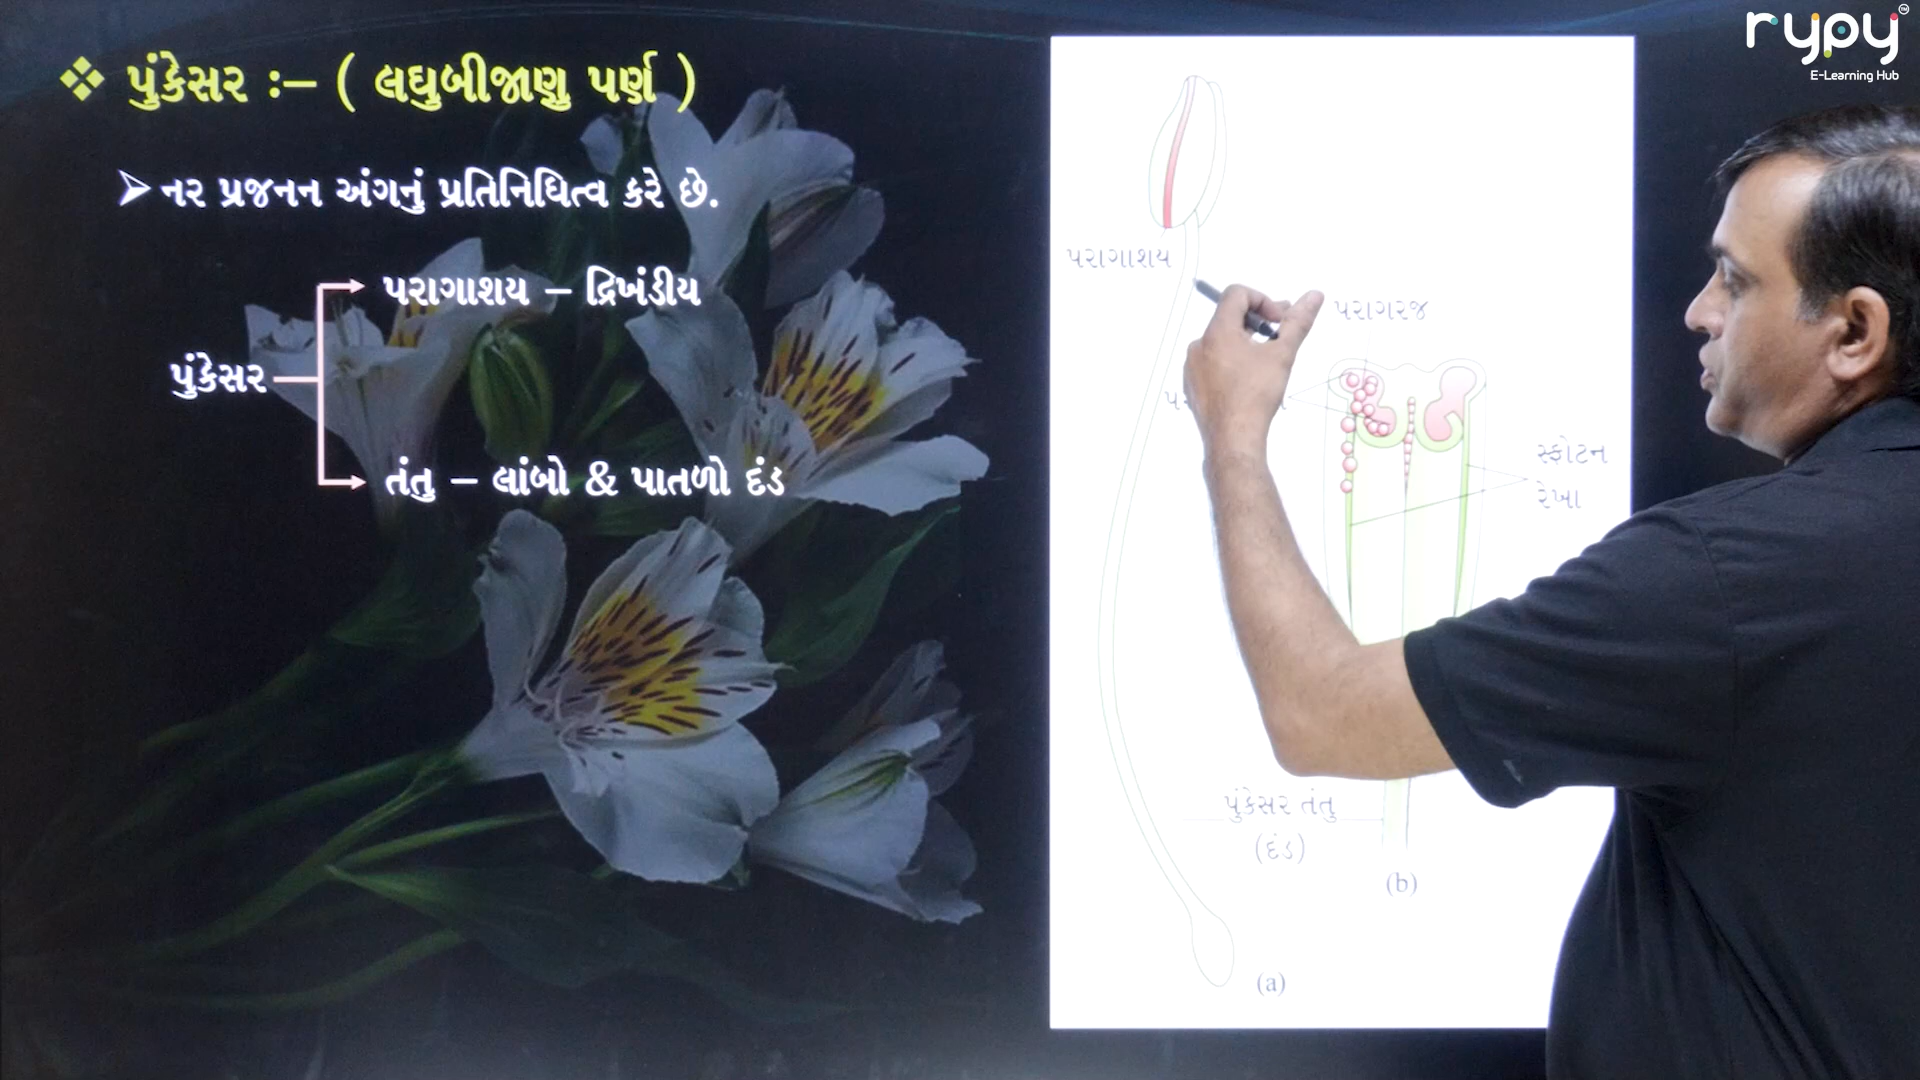 rypy
TM
E-Learning Hub
❖ પુંકેસર :– ( લઘુબીજાણુ પર્ણ )
➢ નર પ્રજનન અંગનું પ્રતિનિધિત્વ કરે છે.
પરાગાશય – દ્વિખંડીય
પુંકેસર
તંતુ – લાંબો & પાતળો દંડ
પરાગાશય
પરાગરજ
સ્ફોટન
રેખા
પુંકેસર તંતુ
(દંડ)
(b)
(a)